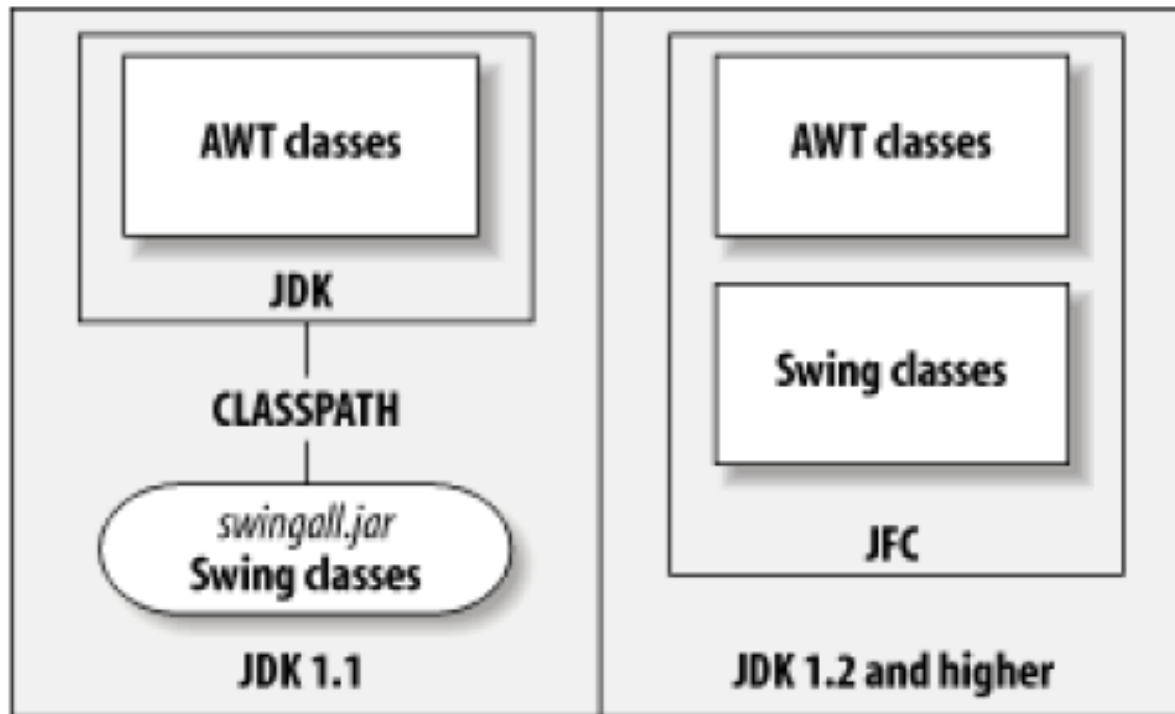 AWT classes
JDK
CLASSPATH
swingall.jar
Swing classes
JDK 1.1
AWT classes
Swing classes
JFC
JDK 1.2 and higher